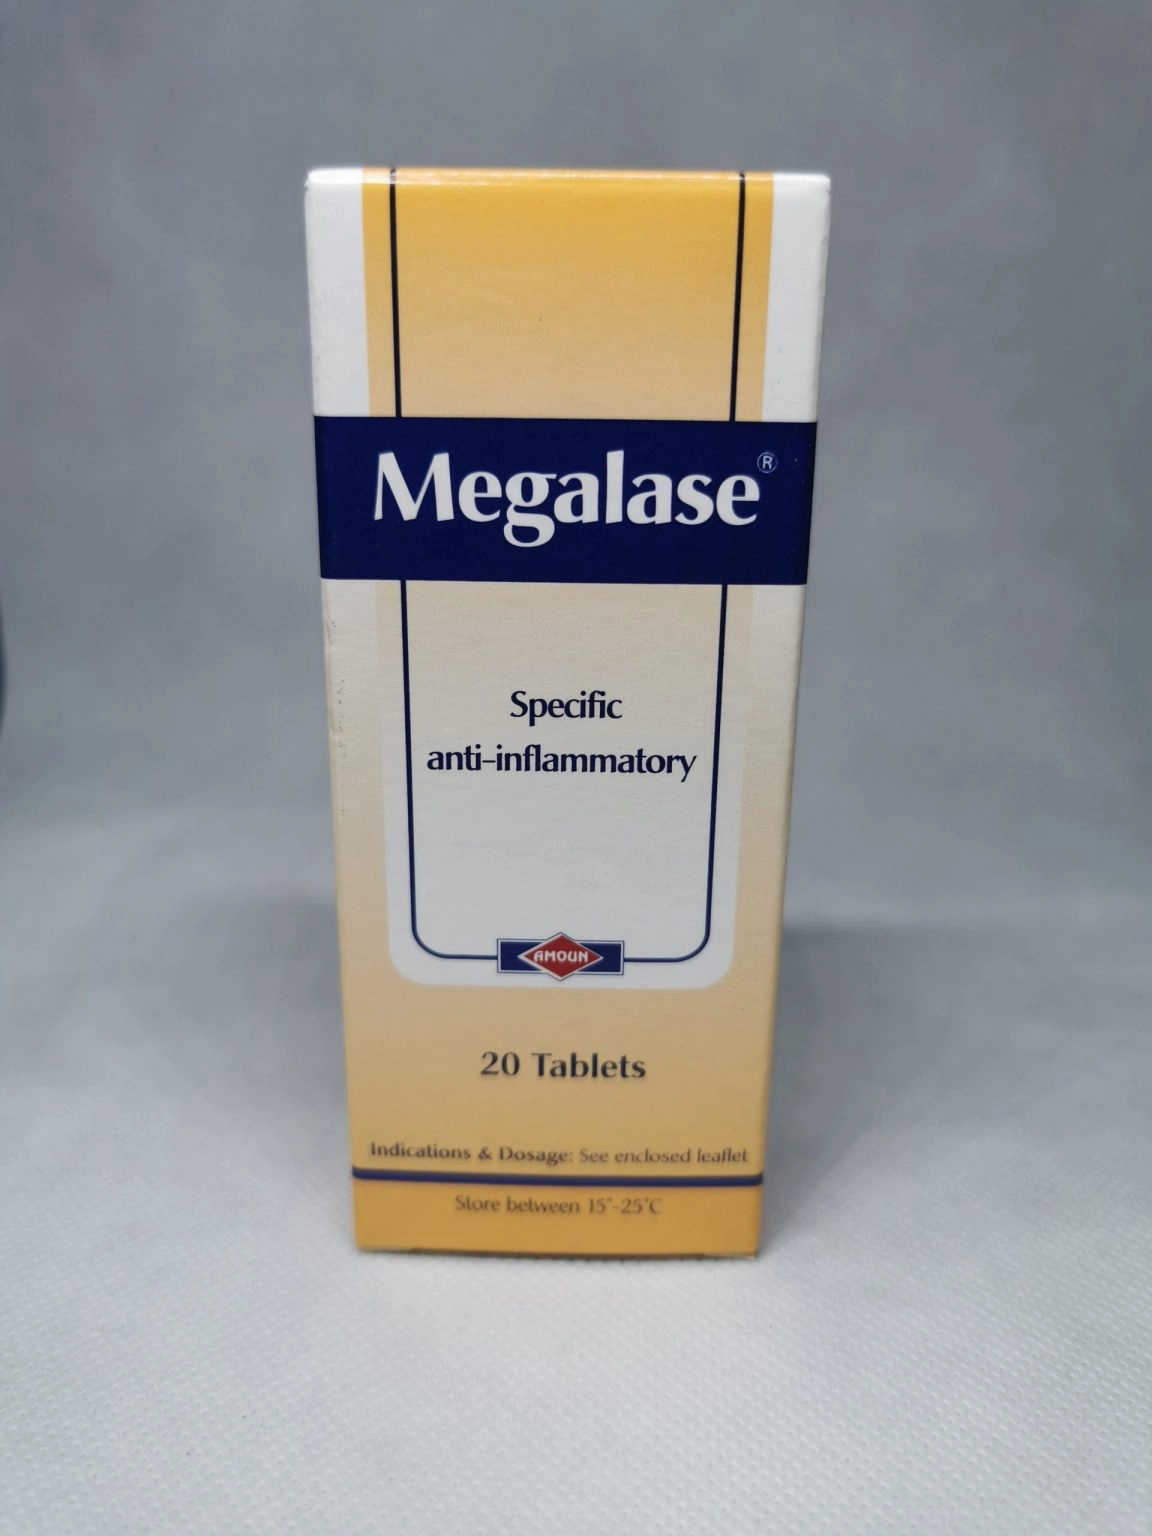 Megalase®
Specific
anti-inflammatory
AMOUN
20 Tablets
Indications & Dosage: See enclosed leaflet
Store between 15°-25°C